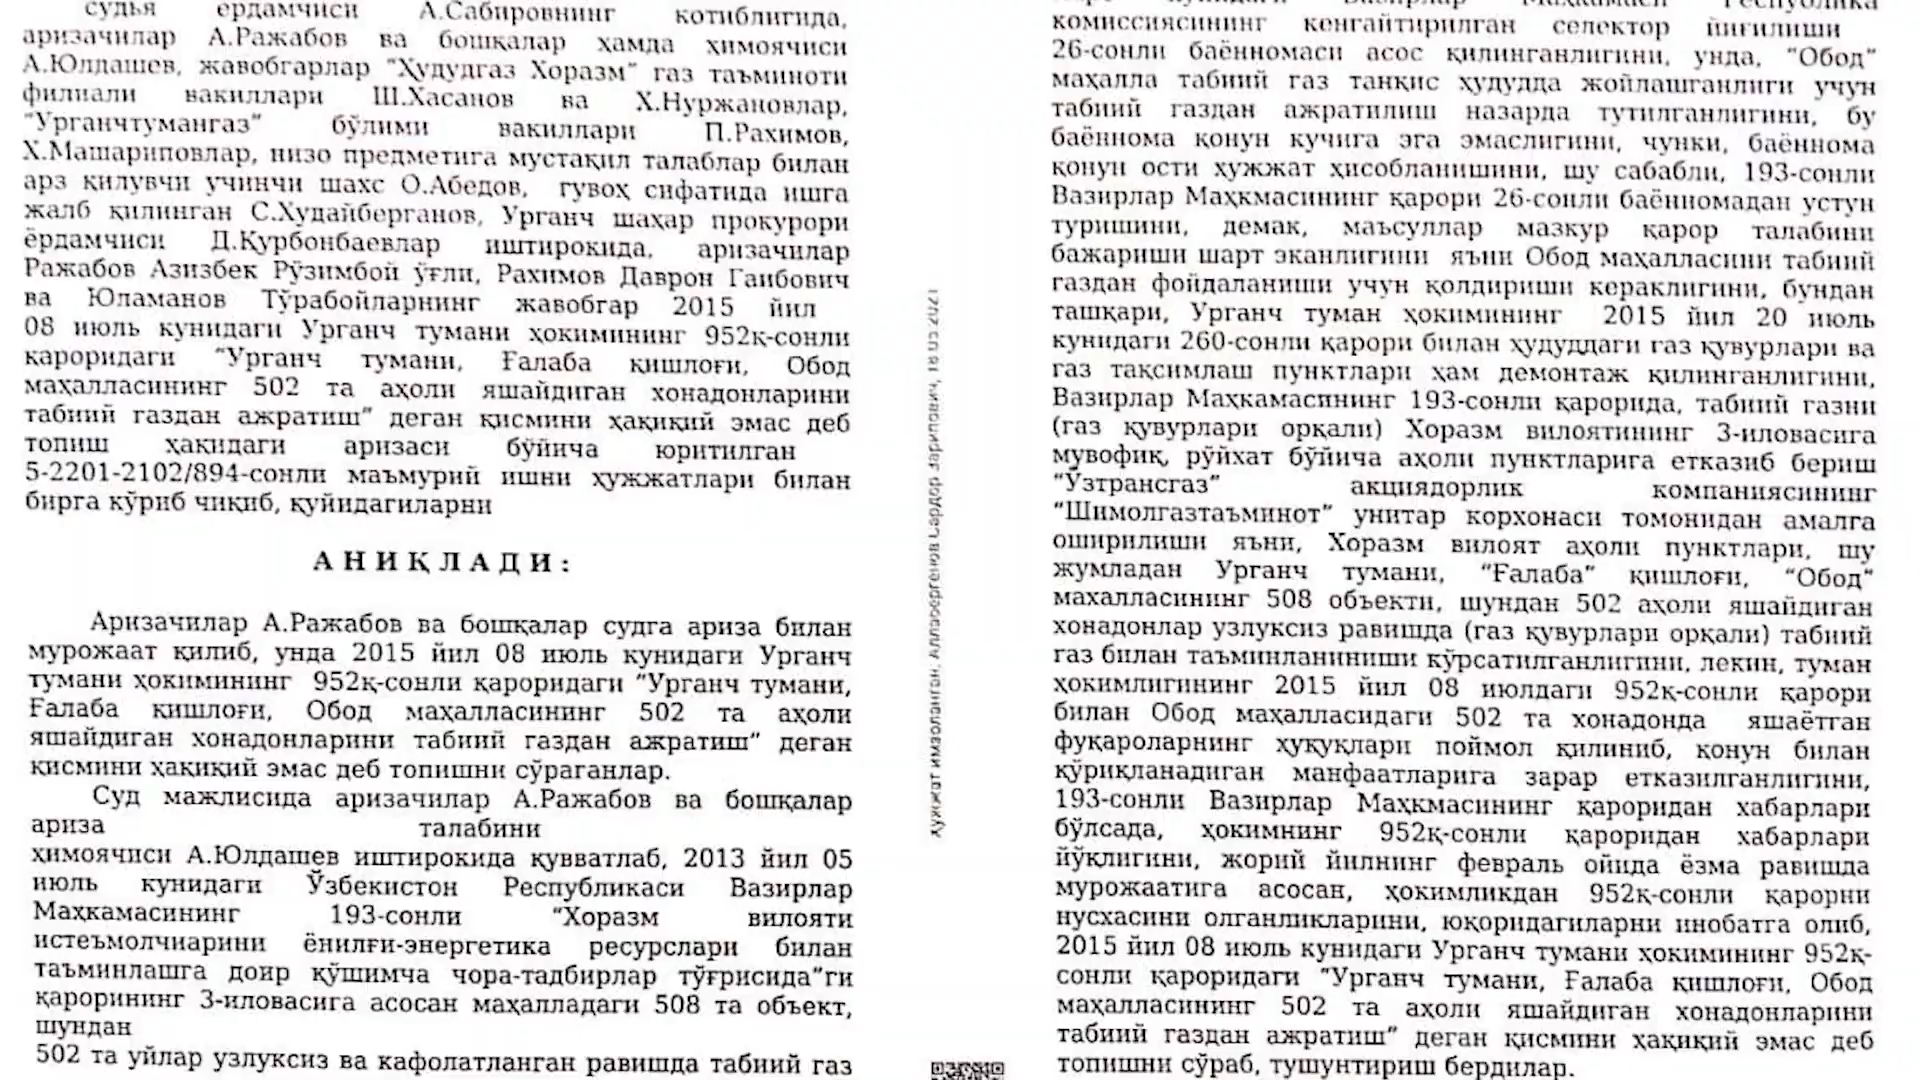 судья ёрдамчиси А.Сабировнинг котиблигида,
аризачилар А.Ражабов ва бошқалар ҳамда ҳимоячиси
А.Юлдашев, жавобгарлар “Ҳудудгаз Хоразм” газ таъминоти
филиали вакиллари Ш.Хасанов ва Х.Нуржановлар,
“Урганчтумангаз” бўлими вакиллари П.Рахимов,
Х.Машариповлар, низо предметига мустақил талаблар билан
арз қилувчи учинчи шахс О.Абедов, гувоҳ сифатида ишга
жалб қилинган С.Худайберганов, Урганч шаҳар прокурори
ёрдамчиси Д.Қурбонбаевлар иштирокида, аризачилар
Ражабов Азизбек Рўзимбой ўғли, Рахимов Даврон Гаибович
ва Юламанов Тўрабойларнинг жавобгар 2015 йил
08 июль кунидаги Урганч тумани ҳокимининг 952қ-сонли
қароридаги “Урганч тумани, Ғалаба қишлоғи, Обод
маҳалласининг 502 та аҳоли яшайдиган хонадонларини
табиий газдан ажратиш” деган қисмини ҳақиқий эмас деб
топиш ҳақидаги аризаси бўйича юритилган
5-2201-2102/894-сонли маъмурий ишни ҳужжатлари билан
бирга кўриб чиқиб, қуйидагиларни
А Н И Қ Л А Д И :
Аризачилар А.Ражабов ва бошқалар судга ариза билан
мурожаат қилиб, унда 2015 йил 08 июль кунидаги Урганч
тумани ҳокимининг 952қ-сонли қароридаги “Урганч тумани,
Ғалаба қишлоғи, Обод маҳалласининг 502 та аҳоли
яшайдиган хонадонларини табиий газдан ажратиш” деган
қисмини ҳақиқий эмас деб топишни сўраганлар.
Суд мажлисида аризачилар А.Ражабов ва бошқалар
ариза талабини
ҳимоячиси А.Юлдашев иштирокида қувватлаб, 2013 йил 05
июль кунидаги Ўзбекистон Республикаси Вазирлар
Маҳкамасининг 193-сонли “Хоразм вилояти
истеъмолчиарини ёнилғи-энергетика ресурслари билан
таъминлашга доир қўшимча чора-тадбирлар тўғрисида”ги
қарорининг 3-иловасига асосан маҳалладаги 508 та объект,
шундан
502 та уйлар узлуксиз ва кафолатланган равишда табиий газ
Ҳужжат имзоланган:
комиссиясининг кенгайтирилган селектор йиғилиши
26-сонли баённомаси асос қилинганлигини, унда, “Обод”
маҳалла табиий газ танқис ҳудудда жойлашганлиги учун
табиий газдан ажратилиш назарда тутилганлигини, бу
баённома қонун кучига эга эмаслигини, чунки, баённома
қонун ости ҳужжат ҳисобланишини, шу сабабли, 193-сонли
Вазирлар Маҳкмасининг қарори 26-сонли баённомадан устун
туришини, демак, маъсуллар мазкур қарор талабини
бажариши шарт эканлигини яъни Обод маҳалласини табиий
газдан фойдаланиши учун қолдириши кераклигини, бундан
ташқари, Урганч туман ҳокимининг 2015 йил 20 июль
кунидаги 260-сонли қарори билан ҳудуддаги газ қувурлари ва
газ тақсимлаш пунктлари ҳам демонтаж қилинганлигини,
Вазирлар Маҳкамасининг 193-сонли қарорида, табиий газни
(газ қувурлари орқали) Хоразм вилоятининг 3-иловасига
мувофиқ, рўйхат бўйича аҳоли пунктларига етказиб бериш
“Ўзтрансгаз” акциядорлик компаниясининг
“Шимолгазтаъминот” унитар корхонаси томонидан амалга
оширилиши яъни, Хоразм вилоят аҳоли пунктлари, шу
жумладан Урганч тумани, “Ғалаба” қишлоғи, “Обод”
махалласининг 508 объекти, шундан 502 аҳоли яшайдиган
хонадонлар узлуксиз равишда (газ қувурлари орқали) табиий
газ билан таъминланиниши кўрсатилганлигини, лекин, туман
ҳокимлигининг 2015 йил 08 июлдаги 952қ-сонли қарори
билан Обод маҳалласидаги 502 та хонадонда яшаётган
фуқароларнинг ҳуқуқлари поймол қилиниб, қонун билан
қўриқланадиган манфаатларига зарар етказилганлигини,
193-сонли Вазирлар Маҳкмасининг қароридан хабарлари
бўлсада, ҳокимнинг 952қ-сонли қароридан хабарлари
йўқлигини, жорий йилнинг февраль ойида ёзма равишда
мурожаатига асосан, ҳокимликдан 952қ-сонли қарорни
нусхасини олганликларини, юқоридагиларни инобатга олиб,
2015 йил 08 июль кунидаги Урганч тумани ҳокимининг 952қ-
сонли қароридаги “Урганч тумани, Ғалаба қишлоғи, Обод
маҳалласининг 502 та аҳоли яшайдиган хонадонларини
табиий газдан ажратиш” деган қисмини ҳақиқий эмас деб
топишни сўраб, тушунтириш бердилар.